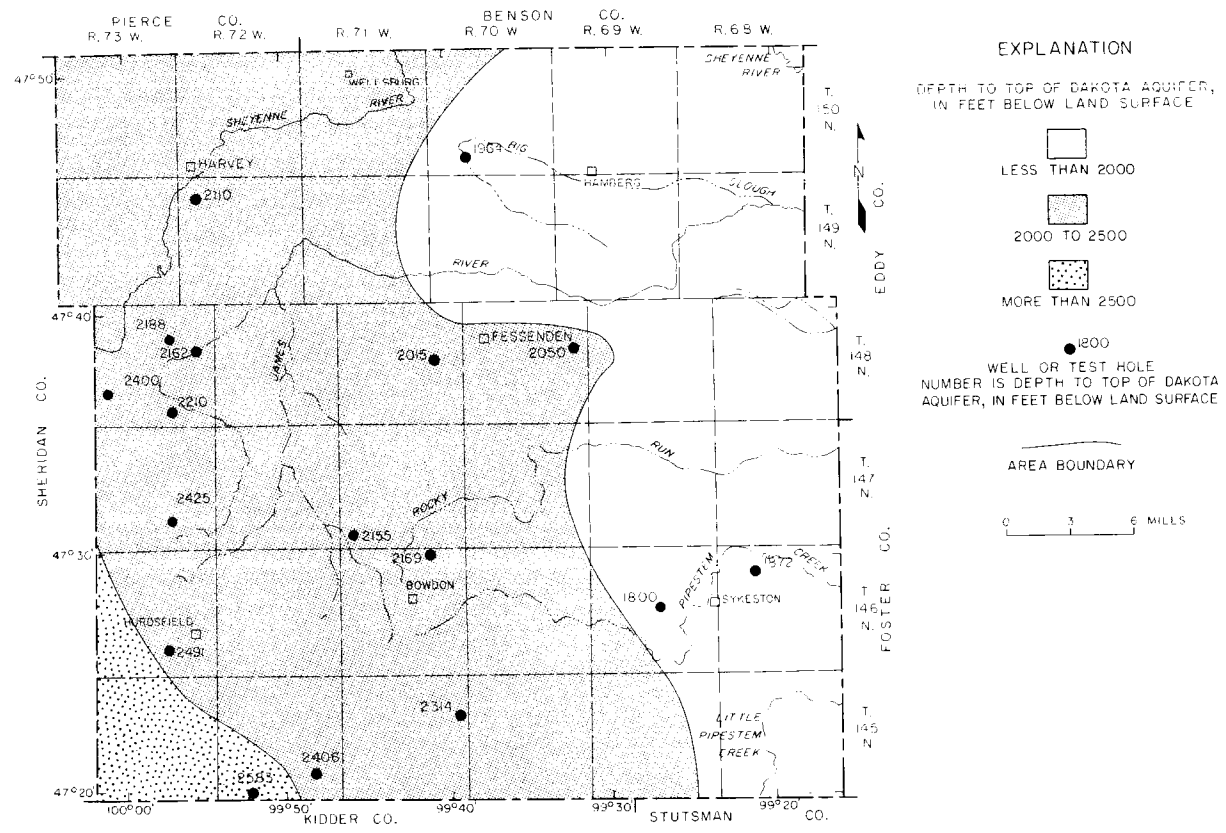 PIERCE CO.
BENSON CO.
R. 73 W. R. 72 W. R. 71 W. R. 70 W R. 69 W. R. 68 W.
47°50'
WELLSBURG
SHEYENNE RIVER
SHEYENNE RIVER
T. 150 N.
HARVEY
2110
1964
BIG SLOUGH
HAMBERG
T. 149 N.
N
EDDY CO.
RIVER
47°40'
2188
2162
JAMES
2015
FESSENDEN
2050
T. 148 N.
2400
2210
SHERIDAN CO.
2425
ROCKY RUN
T. 147 N.
2155
47°30'
2169
BOWDON
PIPESTEM CREEK
1800
SYKESTON
T 146 N.
FOSTER CO.
HURDSFIELD
2491
2314
LITTLE PIPESTEM CREEK
T. 145 N
2406
2583
47°20'
100°00' 99°50' 99°40' 99°30' 99°20'
KIDDER CO.
STUTSMAN CO.
EXPLANATION
DEPTH TO TOP OF DAKOTA AQUIFER,
IN FEET BELOW LAND SURFACE
LESS THAN 2000
2000 TO 2500
MORE THAN 2500
1800
WELL OR TEST HOLE
NUMBER IS DEPTH TO TOP OF DAKOTA
AQUIFER, IN FEET BELOW LAND SURFACE
AREA BOUNDARY
0 3 6 MILES